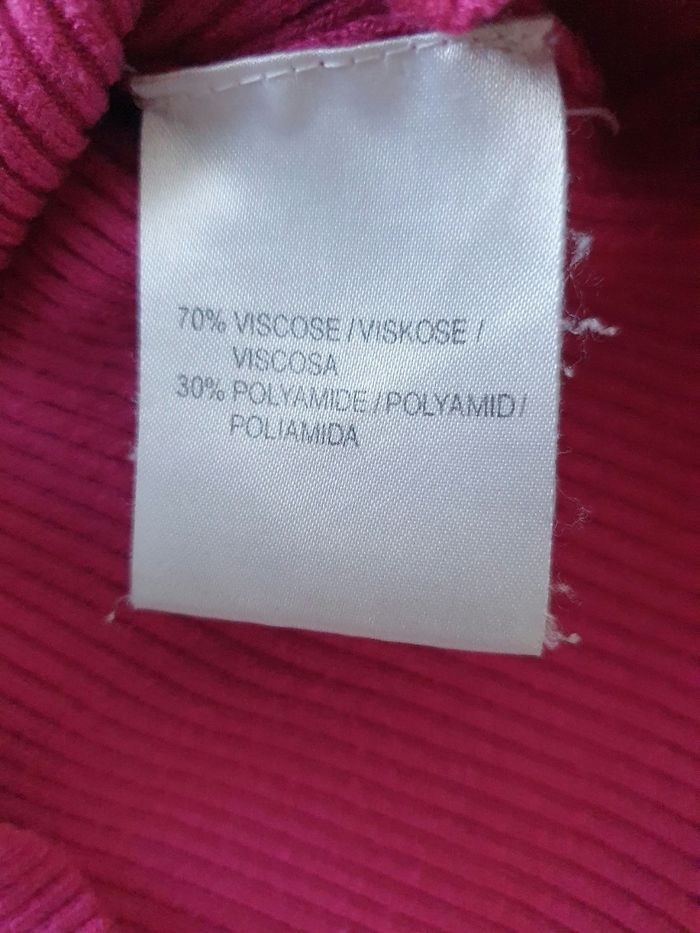 70% VISCOSE / VISKOSE /
VISCOSA
30% POLYAMIDE / POLYAMID /
POLIAMIDA